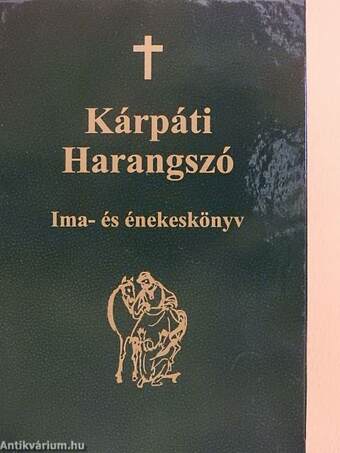 Kárpáti
Harangszó
Ima- és énekeskönyv
Antikvárium.hu